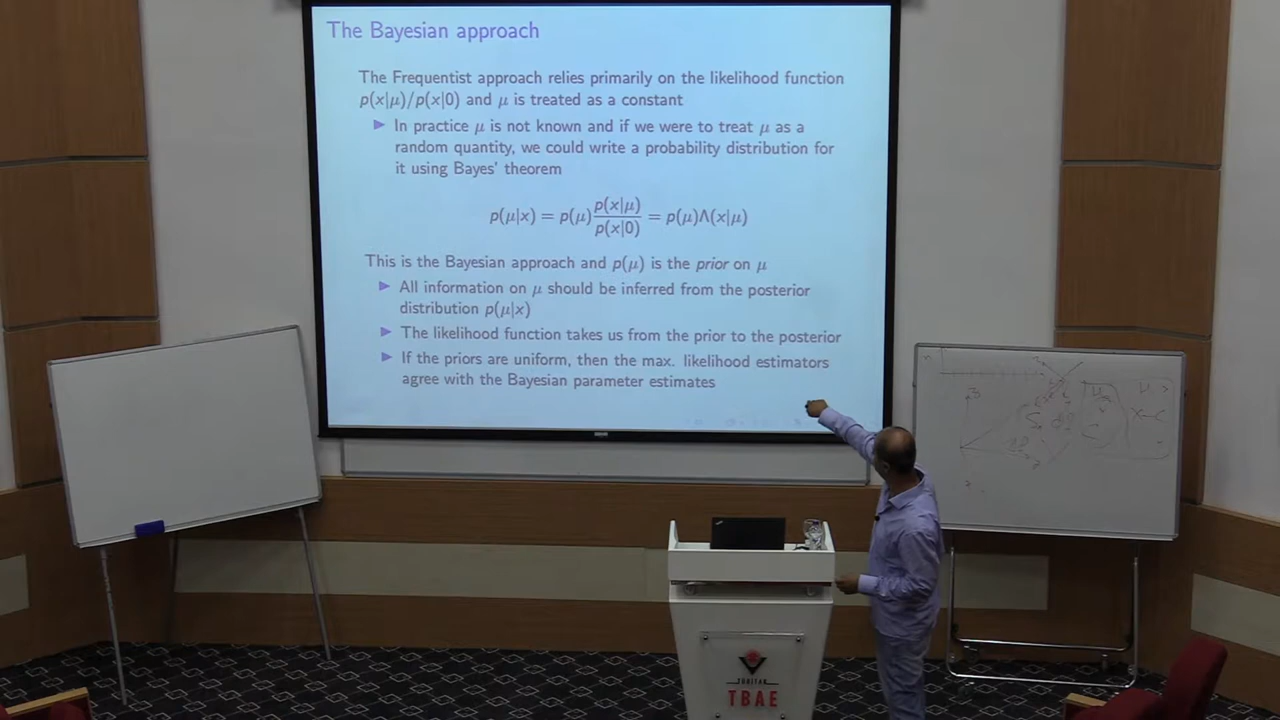 The Bayesian approach
The Frequentist approach relies primarily on the likelihood function
p(x|μ)/p(x|0) and μ is treated as a constant
▶ In practice μ is not known and if we were to treat μ as a
random quantity, we could write a probability distribution for
it using Bayes' theorem
p(μ|x) = p(μ) p(x|μ)/p(x|0) = p(μ)Λ(x|μ)
This is the Bayesian approach and p(μ) is the prior on μ
▶ All information on μ should be inferred from the posterior
distribution p(μ|x)
▶ The likelihood function takes us from the prior to the posterior
▶ If the priors are uniform, then the max. likelihood estimators
agree with the Bayesian parameter estimates
TÜBİTAK
TBAE